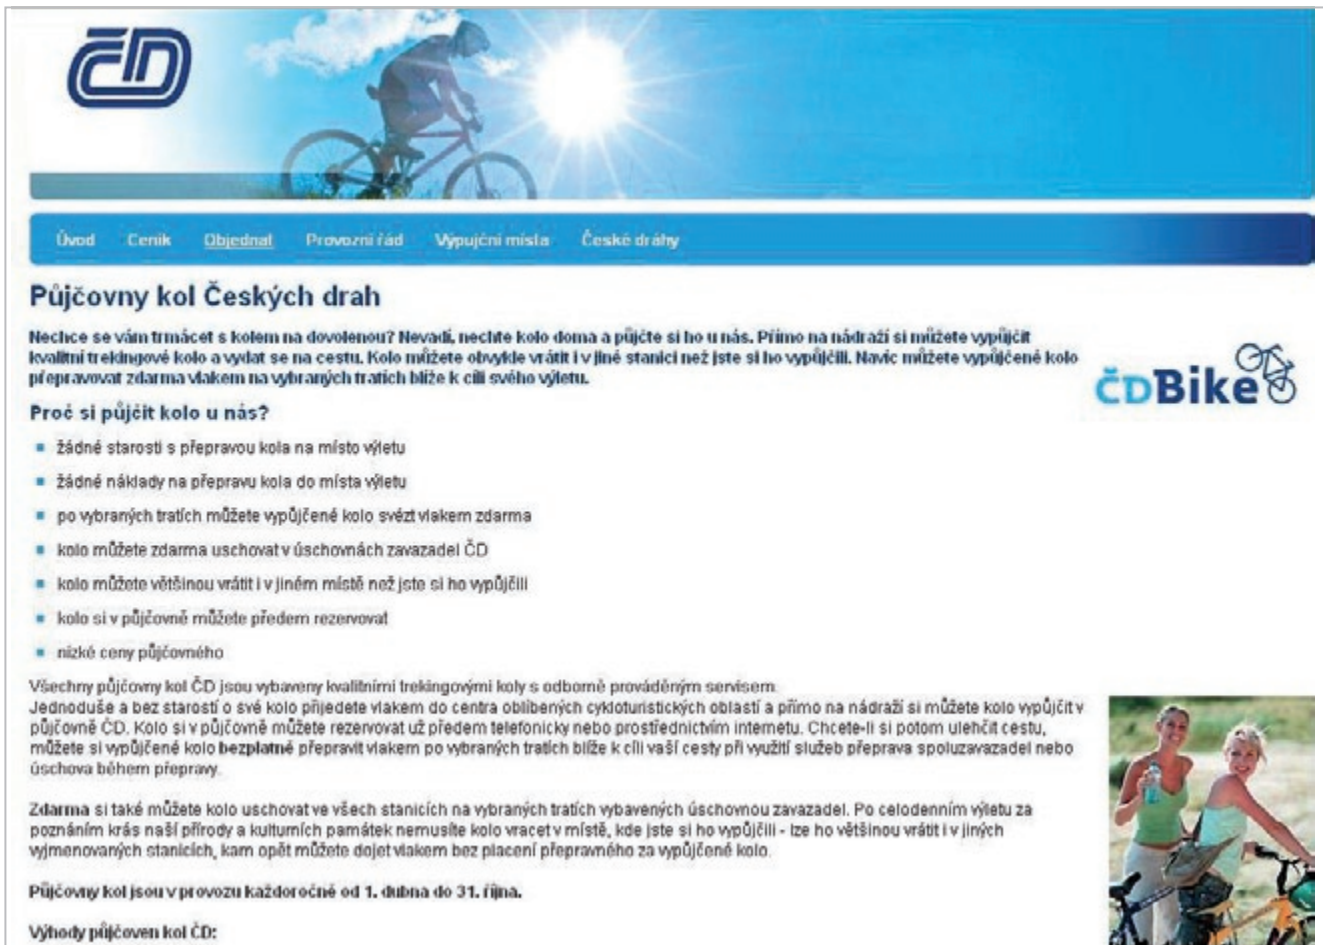 ČD
Úvod Ceník Objednat Provozní řád Výpujční místa České dráhy
Půjčovny kol Českých drah
Nechce se vám trmácet s kolem na dovolenou? Nevadí, nechte kolo doma a půjčte si ho u nás. Přímo na nádraží si můžete vypůjčit
kvalitní trekingové kolo a vydat se na cestu. Kolo můžete obvykle vrátit i v jiné stanici než jste si ho vypůjčili. Navíc můžete vypůjčené kolo
přepravovat zdarma vlakem na vybraných tratích blíže k cíli svého výletu.
ČDBike
Proč si půjčit kolo u nás?
žádné starosti s přepravou kola na místo výletu
žádné náklady na přepravu kola do místa výletu
po vybraných tratích můžete vypůjčené kolo svézt vlakem zdarma
kolo můžete zdarma uschovat v úschovnách zavazadel ČD
kolo můžete většinou vrátit i v jiném místě než jste si ho vypůjčili
kolo si v půjčovně můžete předem rezervovat
nízké ceny půjčovného
Všechny půjčovny kol ČD jsou vybaveny kvalitními trekingovými koly s odborně prováděným servisem.
Jednoduše a bez starostí o své kolo přijedete vlakem do centra oblíbených cykloturistických oblastí a přímo na nádraží si můžete kolo vypůjčit v
půjčovně ČD. Kolo si v půjčovně můžete rezervovat už předem telefonicky nebo prostřednictvím internetu. Chcete-li si potom ulehčit cestu,
můžete si vypůjčené kolo bezplatně přepravit vlakem po vybraných tratích blíže k cíli vaší cesty při využití služeb přeprava spoluzavazadel nebo
úschova během přepravy.
Zdarma si také můžete kolo uschovat ve všech stanicích na vybraných tratích vybavených úschovnou zavazadel. Po celodenním výletu za
poznáním krás naší přírody a kulturních památek nemusíte kolo vracet v místě, kde jste si ho vypůjčili - lze ho většinou vrátit i v jiných
vyjmenovaných stanicích, kam opět můžete dojet vlakem bez placení přepravného za vypůjčené kolo.
Půjčovny kol jsou v provozu každoročně od 1. dubna do 31. října.
Výhody půjčoven kol ČD: